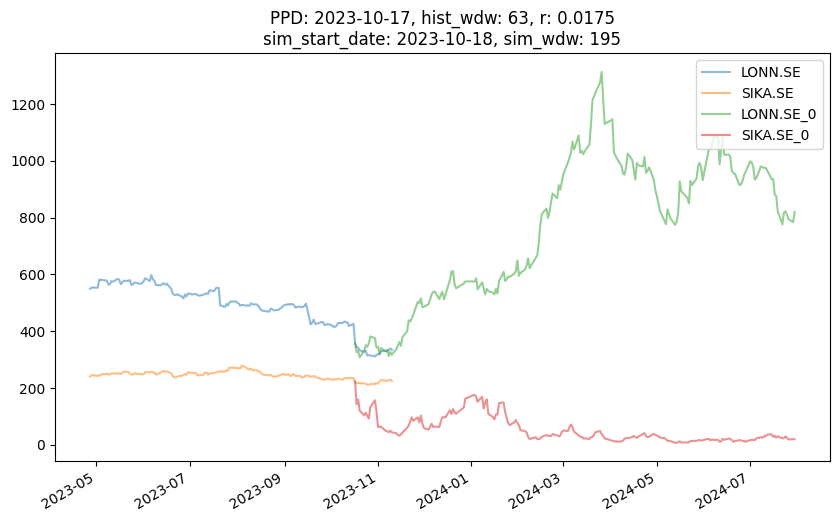 PPD: 2023-10-17, hist_wdw: 63, r: 0.0175
sim_start_date: 2023-10-18, sim_wdw: 195
LONN.SE
SIKA.SE
LONN.SE_0
SIKA.SE_0
1200
1000
800
600
400
200
0
2023-05
2023-07
2023-09
2023-11
2024-01
2024-03
2024-05
2024-07